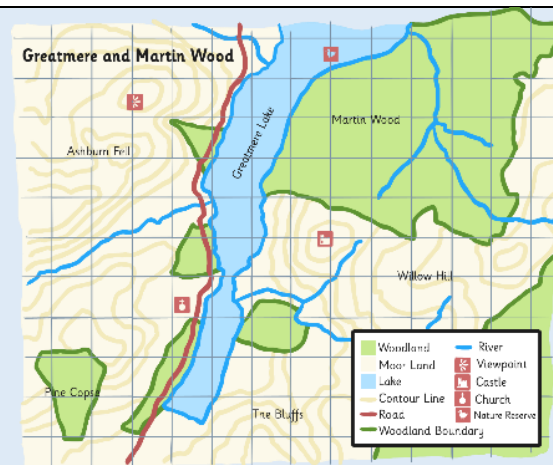 Greatmere and Martin Wood
Martin Wood
Greatmere Lake
Ashburn Fell
Willow Hill
Pine Copse
The Bluffs
Woodland
Moor Land
Lake
Contour Line
Road
Woodland Boundary
River
Viewpoint
Castle
Church
Nature Reserve